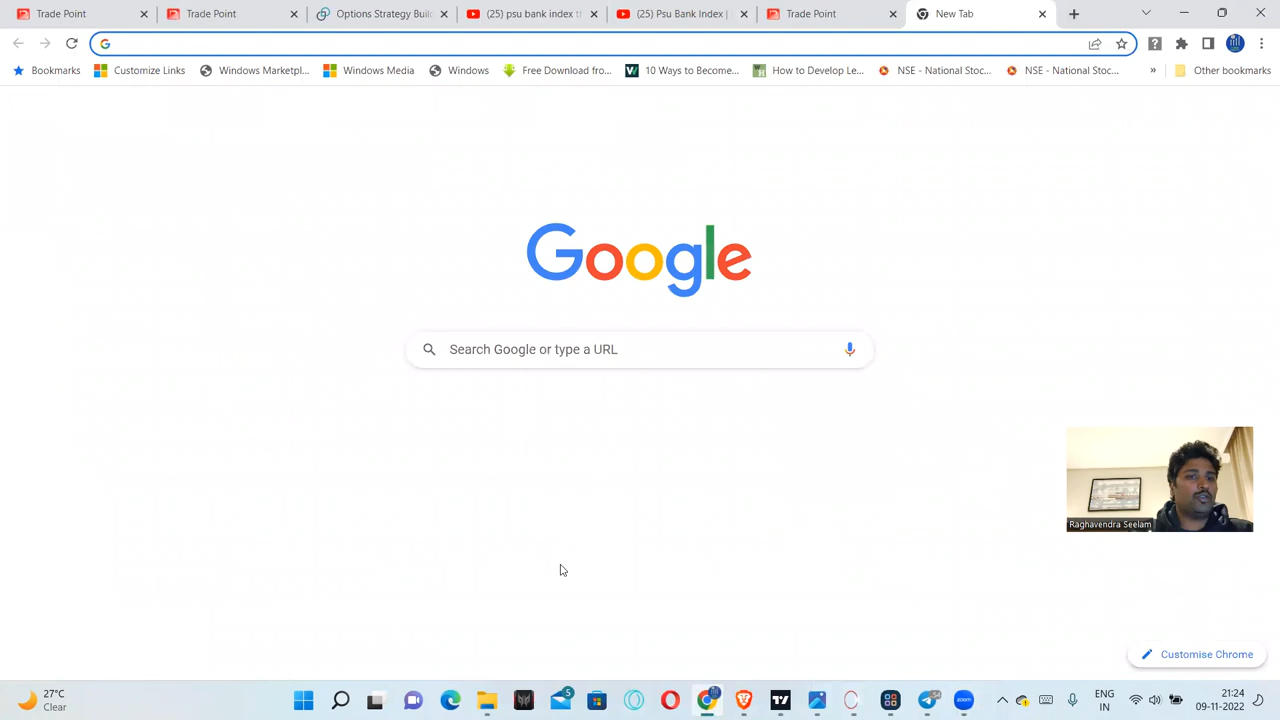 Trade Point
Trade Point
Options Strategy Buil
(25) psu bank index t
(25) Psu Bank Index |
Trade Point
New Tab
Bookmarks
Customize Links
Windows Marketpl...
Windows Media
Windows
Free Download fro...
10 Ways to Become...
How to Develop Le...
NSE - National Stoc...
NSE - National Stoc...
»
Other bookmarks
Google
Search Google or type a URL
Raghavendra Seelam
Customise Chrome
27°C
Clear
5
zoom
ENG
IN
21:24
09-11-2022